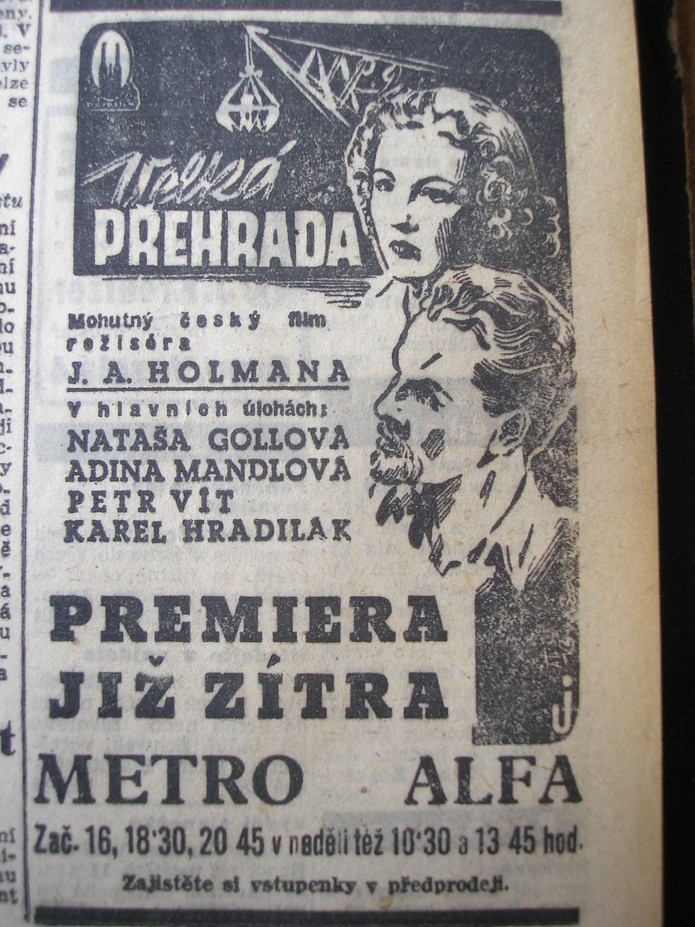 Velká
PŘEHRADA
Mohutný český film
režiséra
J. A. HOLMANA
V hlavních úlohách:
NATAŠA GOLLOVÁ
ADINA MANDLOVÁ
PETR VÍT
KAREL HRADILAK
PREMIERA
JIŽ ZÍTRA
METRO ALFA
Zač. 16, 18·30, 20 45 v neděli též 10·30 a 13 45 hod.
Zajistěte si vstupenky v předprodeji.